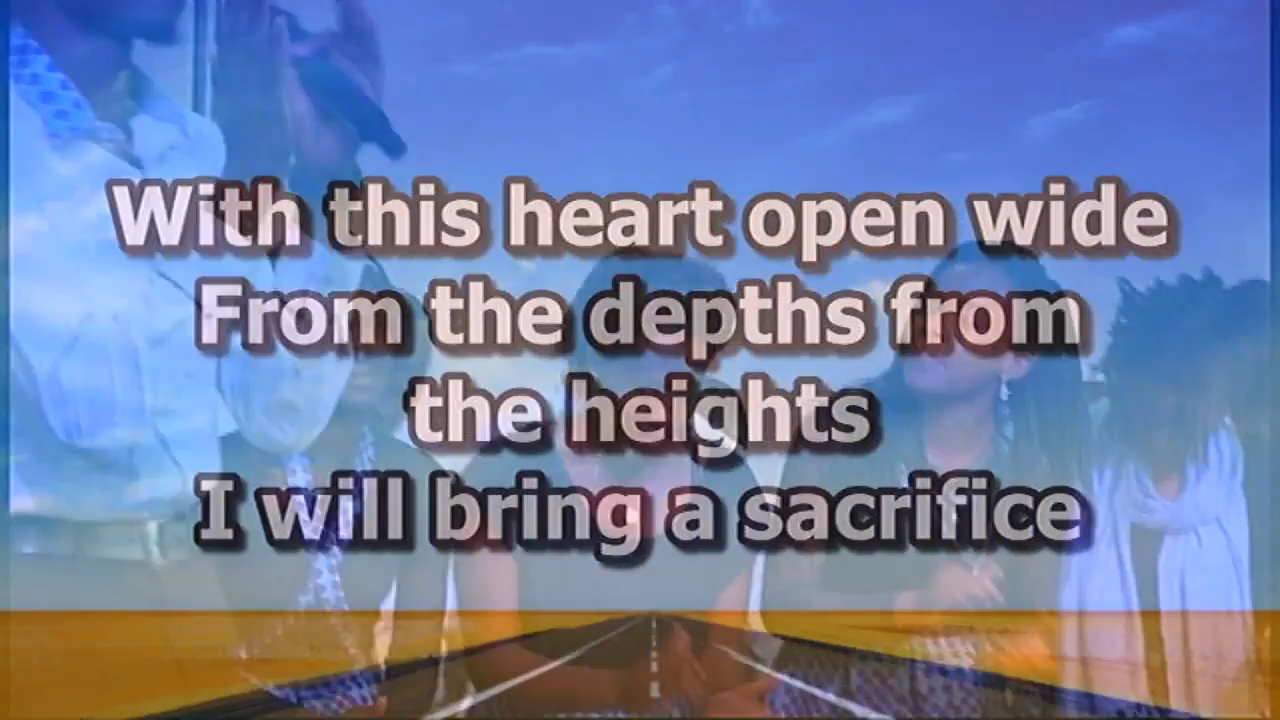 With this heart open wide
From the depths from
the heights
I will bring a sacrifice